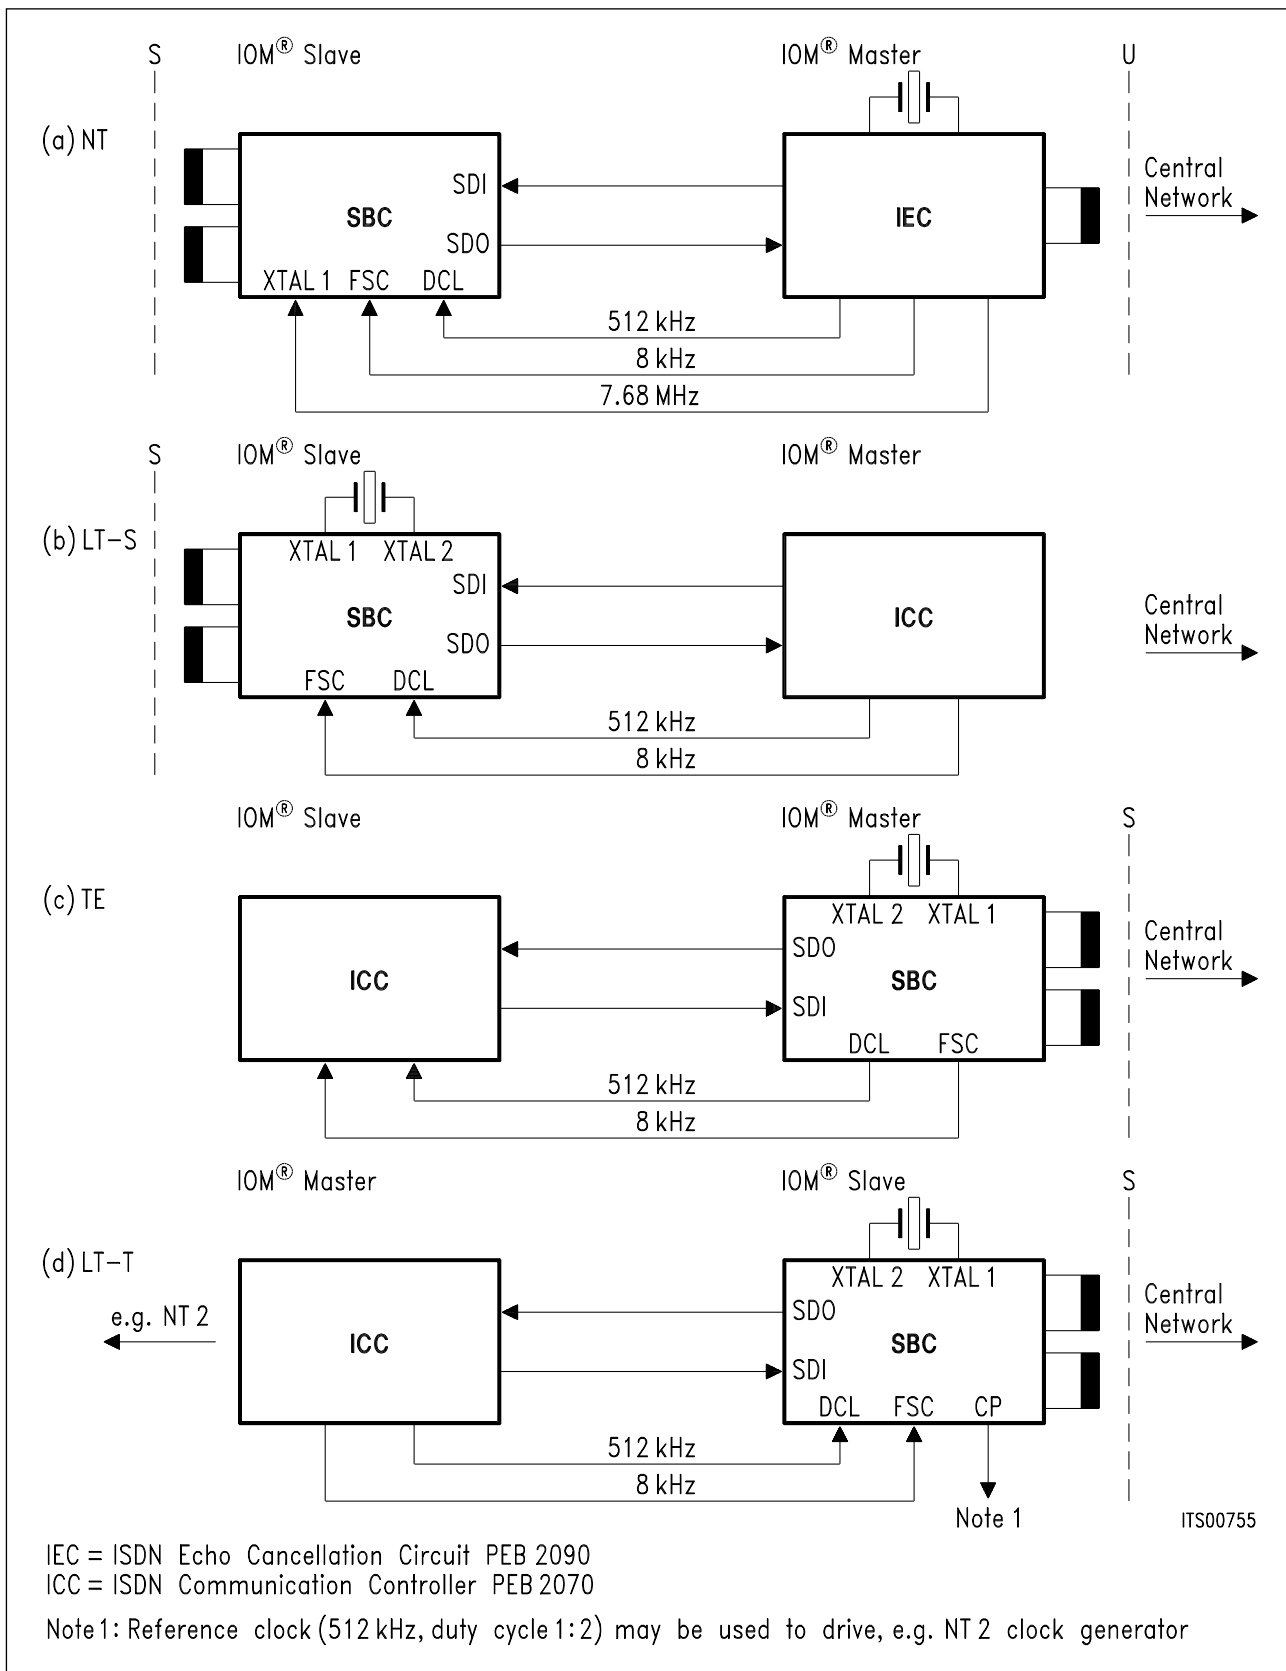 S IOM® Slave IOM® Master U
(a) NT
Central
Network
SDI
SBC IEC
SDO
XTAL 1 FSC DCL
512 kHz
8 kHz
7.68 MHz
S IOM® Slave IOM® Master
(b) LT-S
XTAL 1 XTAL 2
SDI
SBC ICC
Central
Network
SDO
FSC DCL
512 kHz
8 kHz
IOM® Slave IOM® Master S
(c) TE
XTAL 2 XTAL 1
SDO
Central
Network
ICC SBC
SDI
DCL FSC
512 kHz
8 kHz
IOM® Master IOM® Slave S
(d) LT-T
XTAL 2 XTAL 1
e.g. NT 2
SDO
Central
Network
ICC SBC
SDI
DCL FSC CP
512 kHz
8 kHz
Note 1
ITS00755
IEC = ISDN Echo Cancellation Circuit PEB 2090
ICC = ISDN Communication Controller PEB 2070
Note 1: Reference clock (512 kHz, duty cycle 1:2) may be used to drive, e.g. NT 2 clock generator